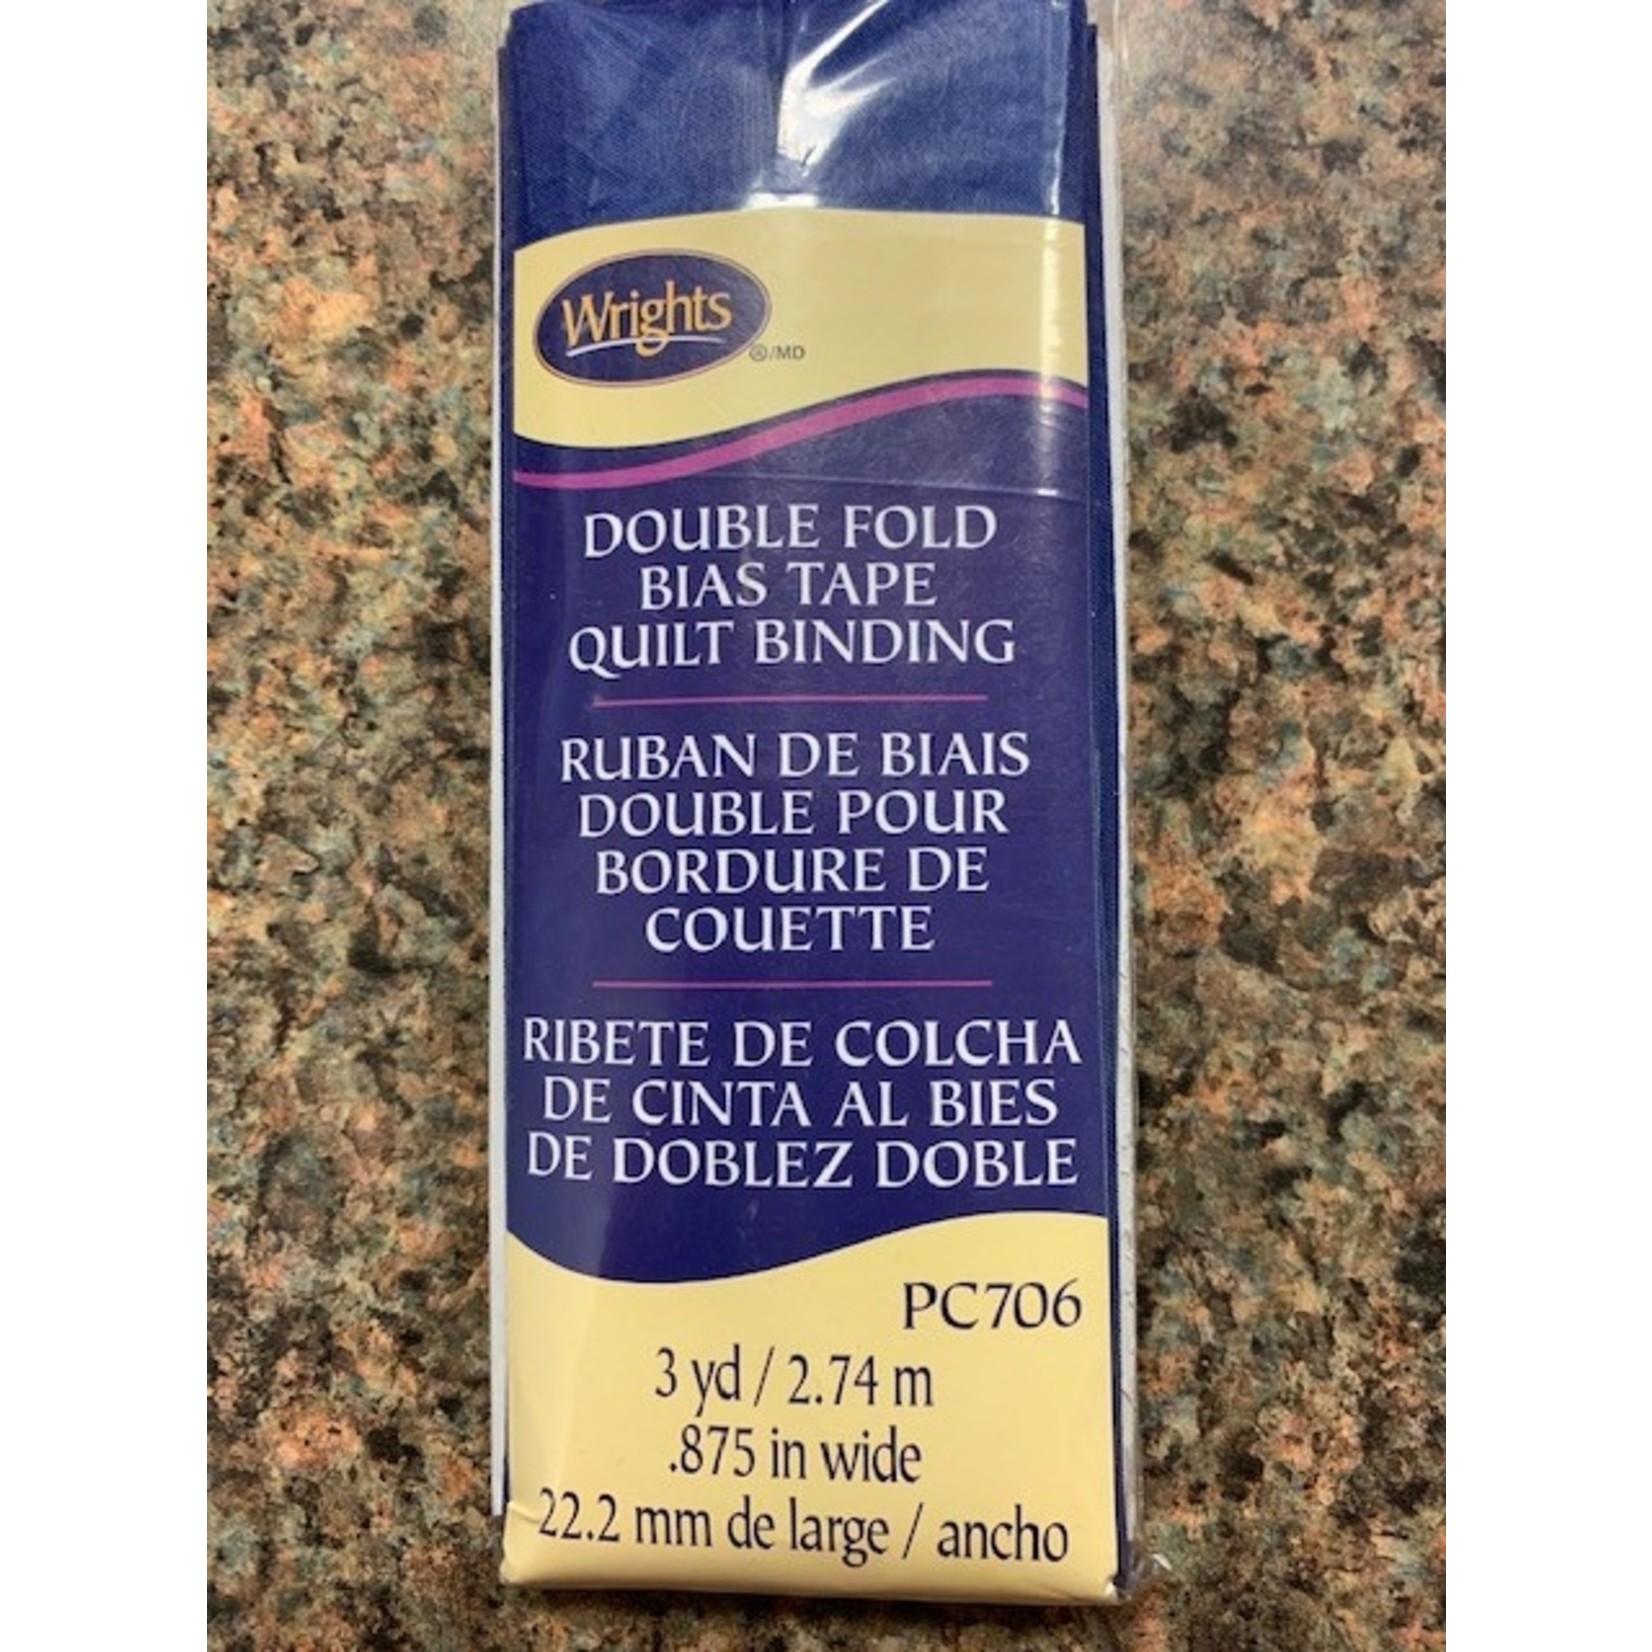 Wrights
®/MD
DOUBLE FOLD
BIAS TAPE
QUILT BINDING
RUBAN DE BIAIS
DOUBLE POUR
BORDURE DE
COUETTE
RIBETE DE COLCHA
DE CINTA AL BIES
DE DOBLEZ DOBLE
PC706
3 yd / 2.74 m
.875 in wide
22.2 mm de large / ancho